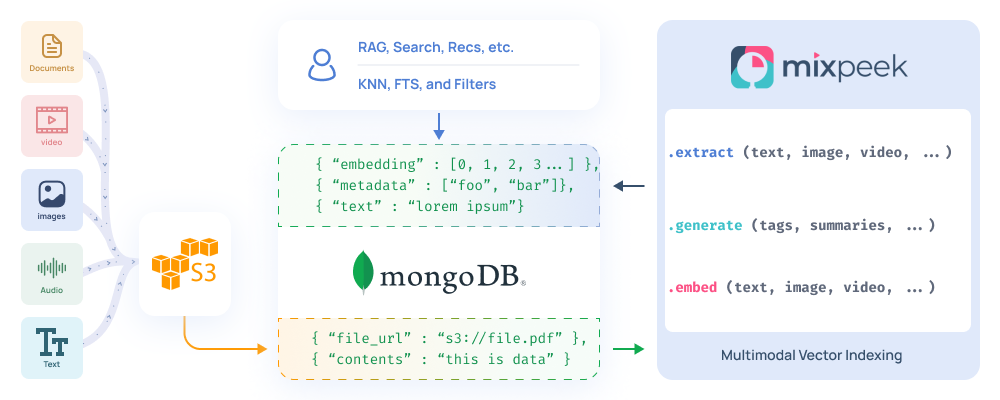 Documents
video
images
Audio
Text
S3
RAG, Search, Recs, etc.
KNN, FTS, and Filters
{ “embedding” : [0, 1, 2, 3...] },
{ “metadata” : [“foo”, “bar”]},
{ “text” : “lorem ipsum”}
mongoDB®
{ “file_url” : “s3://file.pdf” },
{ “contents” : “this is data” }
mixpeek
.extract (text, image, video, ...)
.generate (tags, summaries, ...)
.embed (text, image, video, ...)
Multimodal Vector Indexing